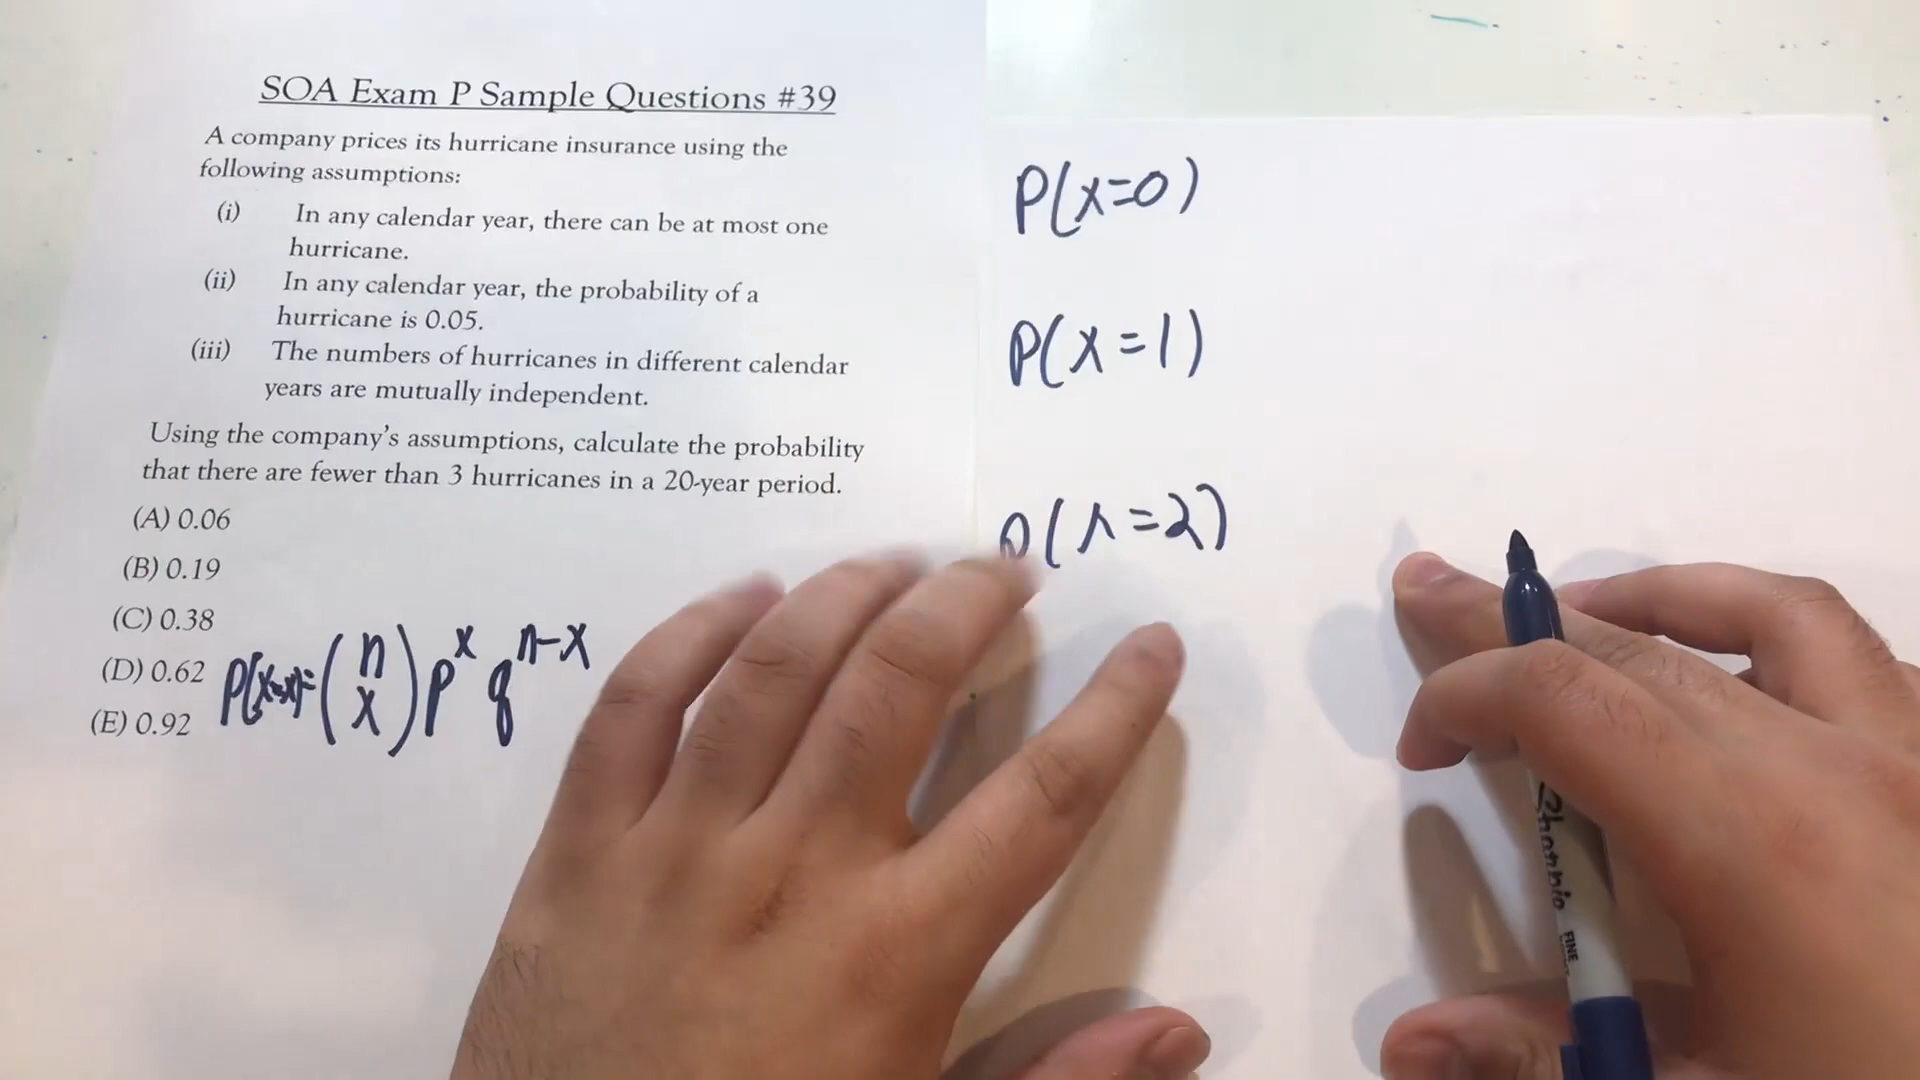 SOA Exam P Sample Questions #39
A company prices its hurricane insurance using the
following assumptions:
(i) In any calendar year, there can be at most one
hurricane.
(ii) In any calendar year, the probability of a
hurricane is 0.05.
(iii) The numbers of hurricanes in different calendar
years are mutually independent.
Using the company's assumptions, calculate the probability
that there are fewer than 3 hurricanes in a 20-year period.
(A) 0.06
(B) 0.19
(C) 0.38
(D) 0.62
(E) 0.92
P(X=x)=(n x) p^x q^n-x
P(x=0)
P(x=1)
P(x=2)
Sharpie
FINE